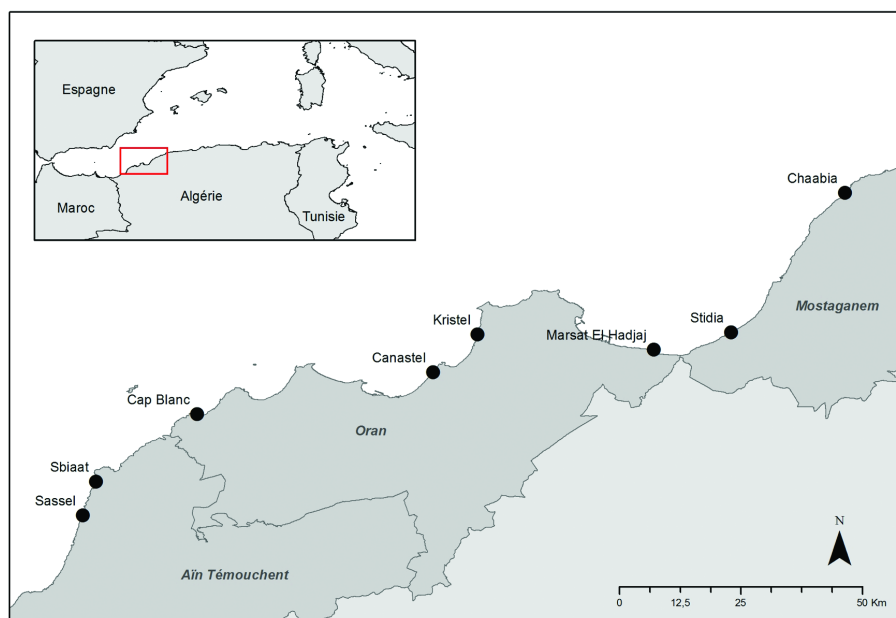 Espagne
Algérie
Maroc
Tunisie
Chaabia
Mostaganem
Kristel
Stidia
Marsat El Hadjaj
Canastel
Cap Blanc
Oran
Sbiaat
Sassel
N
Aïn Témouchent
0 12,5 25 50 Km